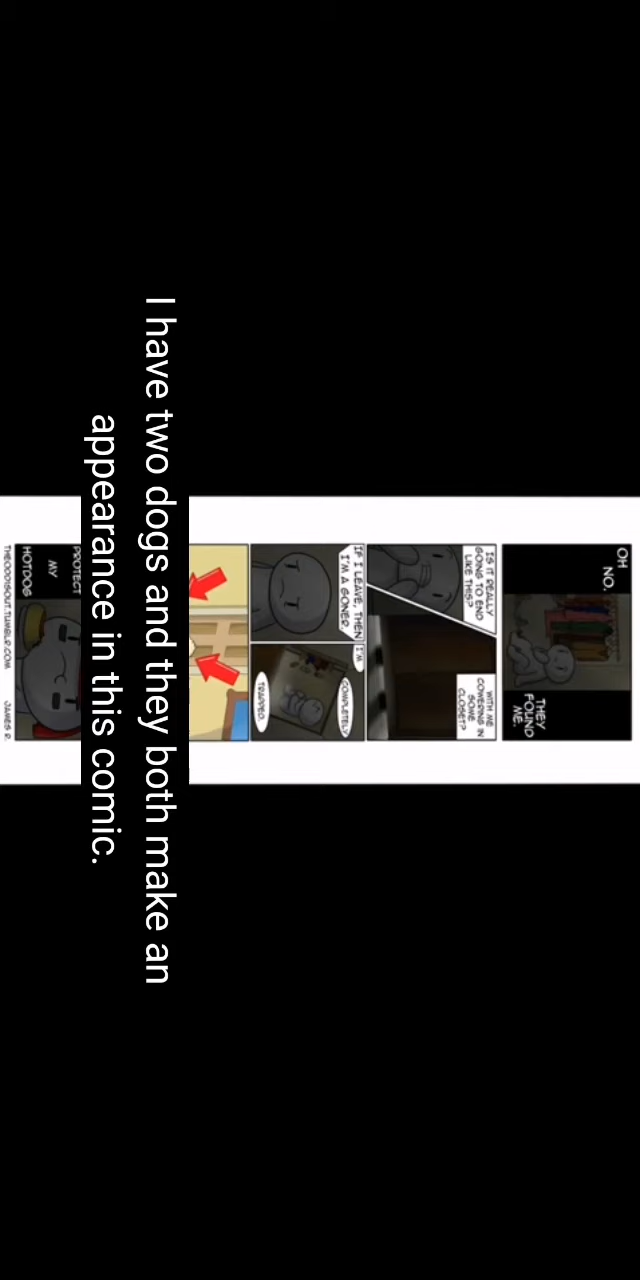 OH
NO.
THEY
FOUND
ME.
IS IT REALLY
GOING TO END
LIKE THIS?
WITH ME
COWERING IN
SOME
CLOSET?
IF I LEAVE, THEN
I'M A GONER.
I'M
COMPLETELY
TRAPPED.
PROTECT
MY
HOTDOG
THEODD1SOUT.TUMBLR.COM JAMES R.
I have two dogs and they both make an
appearance in this comic.